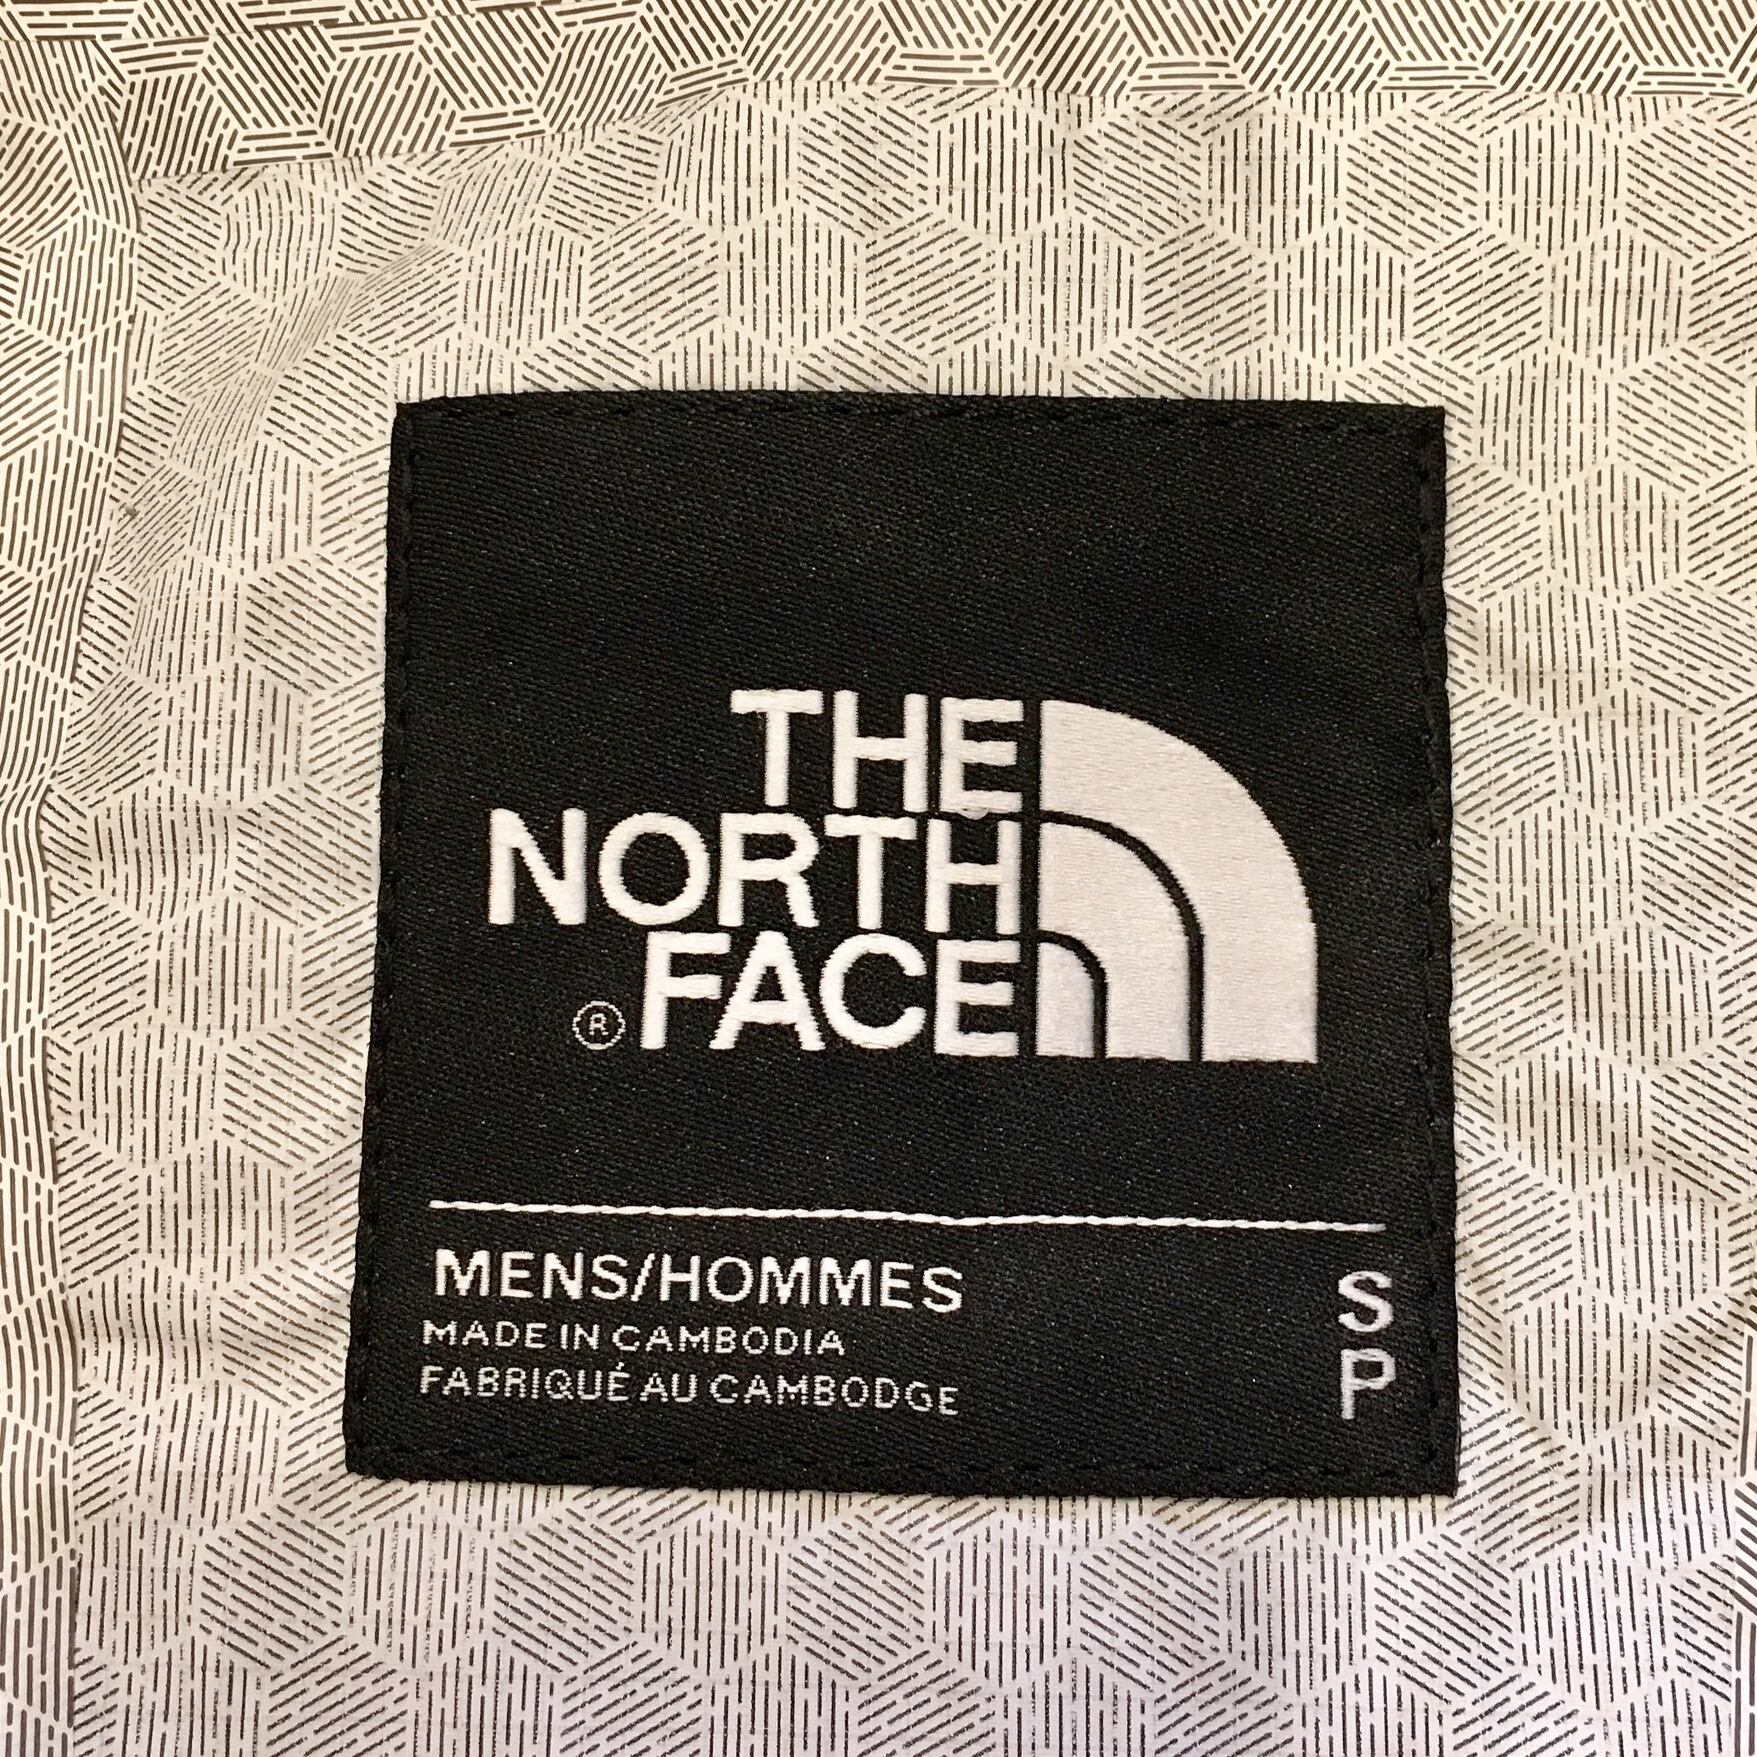 THE
NORTH
® FACE
MENS/HOMMES S
MADE IN CAMBODIA
FABRIQUÉ AU CAMBODGE P